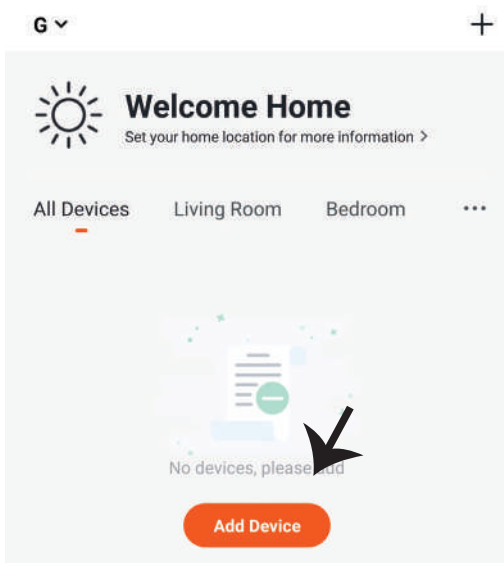 G
Welcome Home
Set your home location for more information >
All Devices Living Room Bedroom ...
No devices, please
Add Device